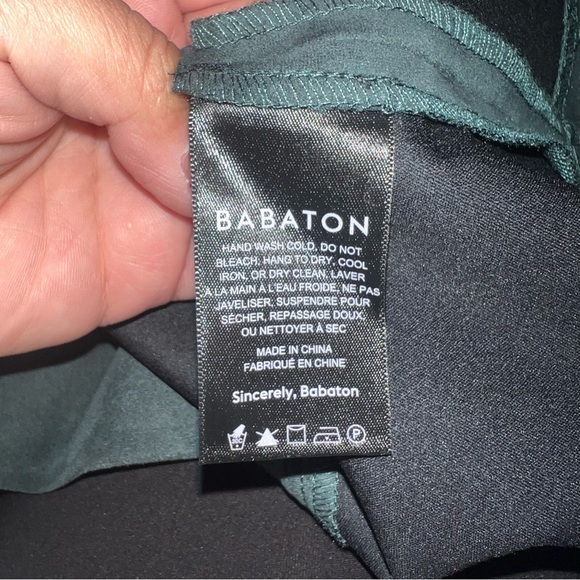 BABATON
HAND WASH COLD, DO NOT
BLEACH, HANG TO DRY, COOL
IRON, OR DRY CLEAN, LAVER
À LA MAIN À L'EAU FROIDE, NE PAS
JAVELISER, SUSPENDRE POUR
SÉCHER, REPASSAGE DOUX,
OU NETTOYER À SEC
MADE IN CHINA
FABRIQUÉ EN CHINE
Sincerely, Babaton
P